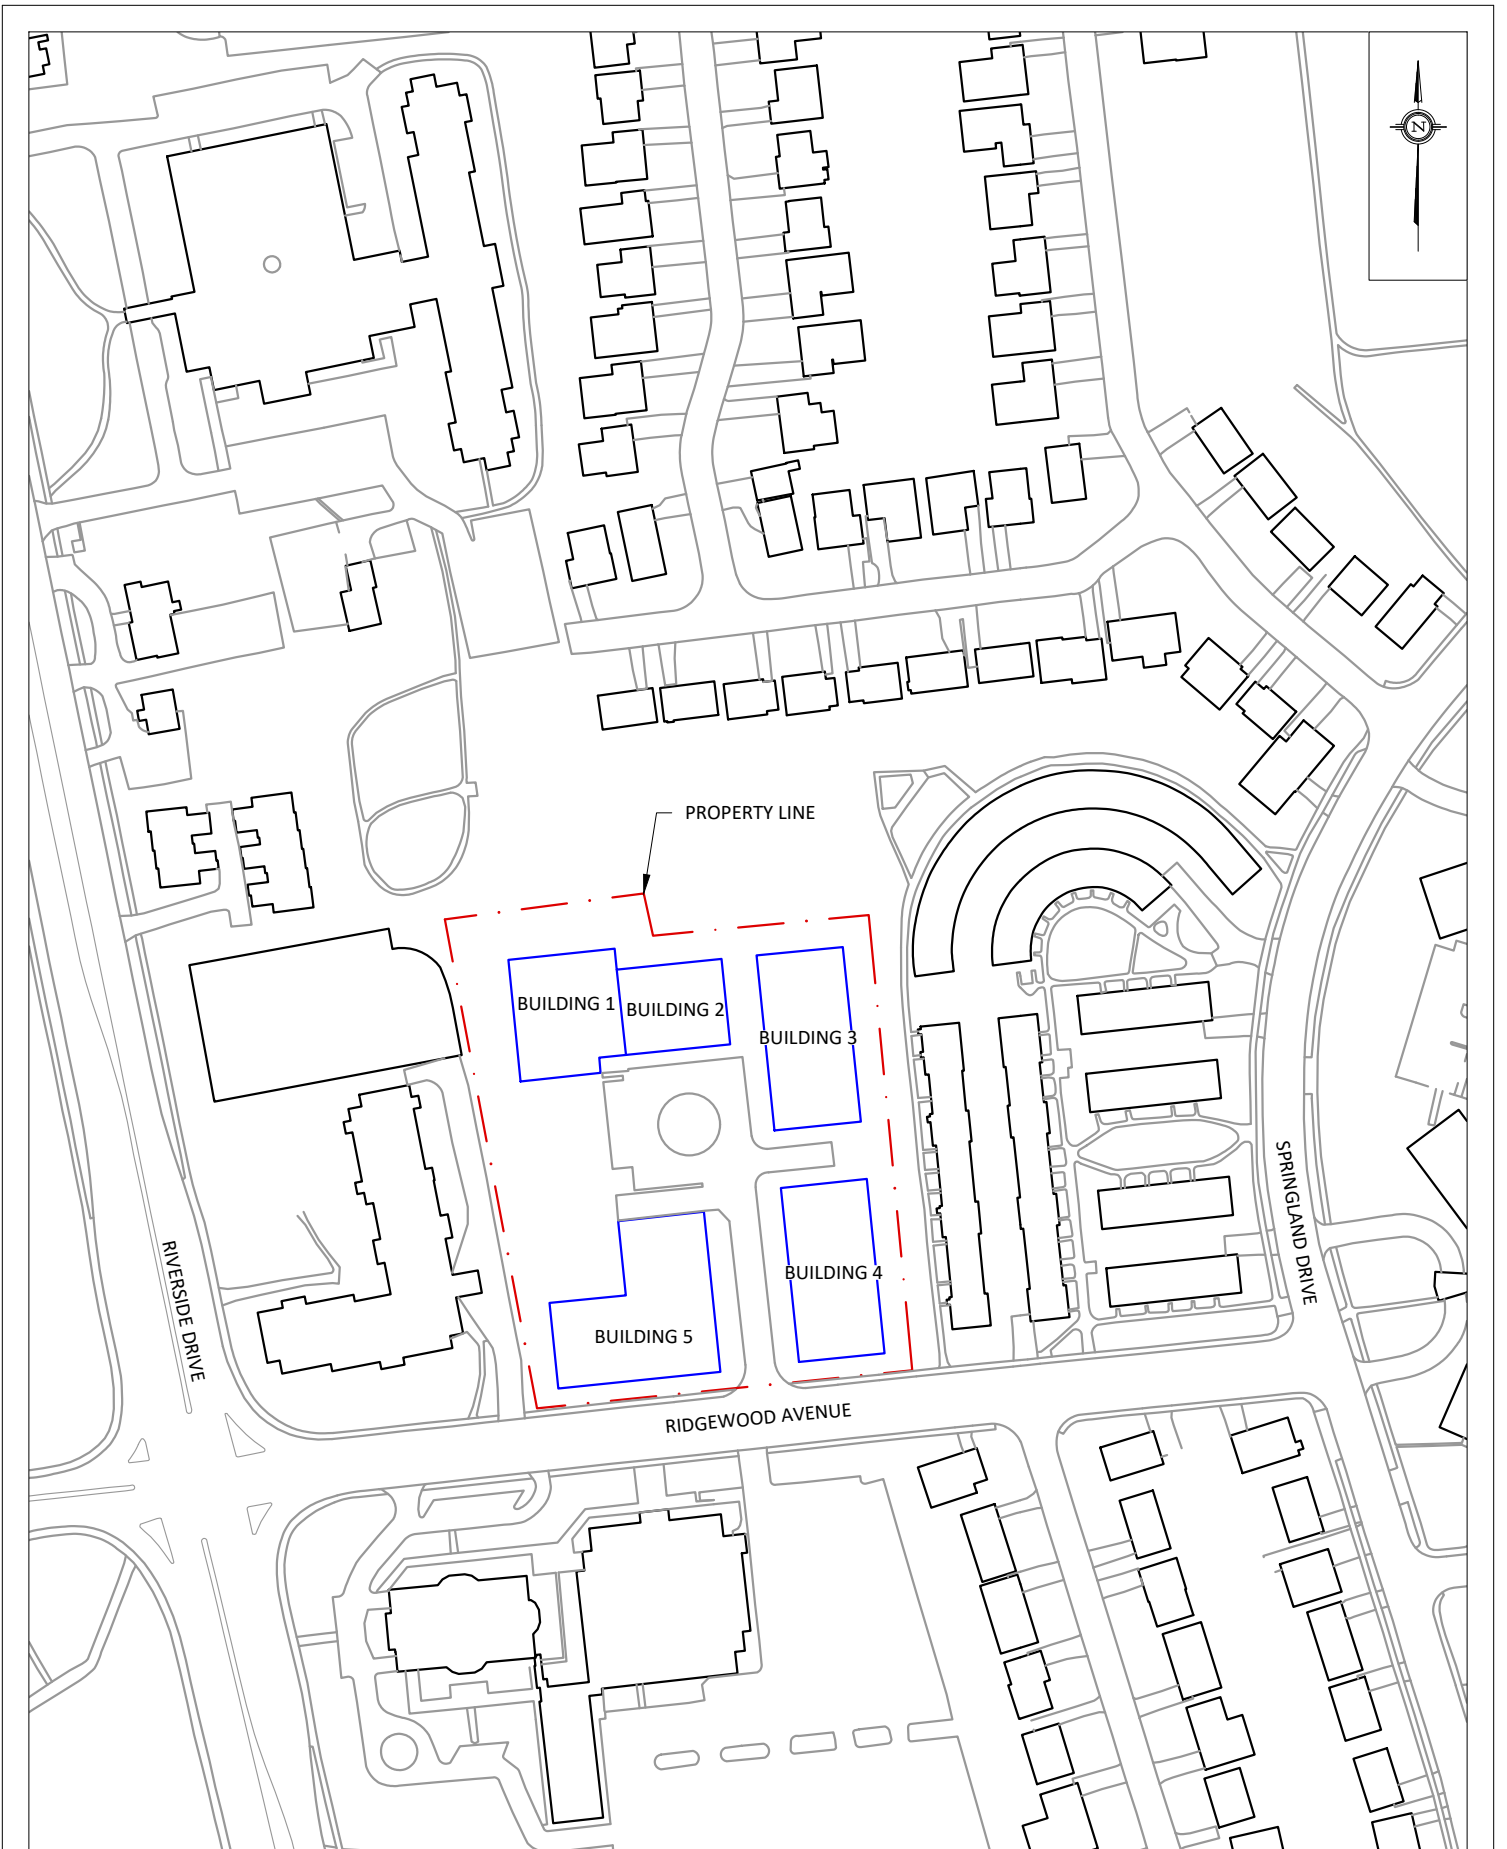 N
PROPERTY LINE
BUILDING 1
BUILDING 2
BUILDING 3
BUILDING 4
BUILDING 5
RIVERSIDE DRIVE
SPRINGLAND DRIVE
RIDGEWOOD AVENUE